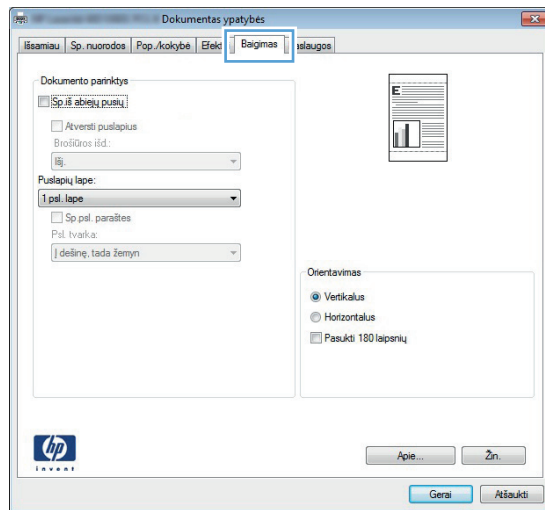 Dokumentas ypatybės
Išsamiau Sp. nuorodos Pop./kokybė Efekt Baigimas aslaugos
Dokumento parinktys
Sp.iš abiejų pusių
Atversti puslapius
Brošiūros išd.:
Išj.
Puslapių lape:
1 psl. lape
Sp.psl. paraštes
Psl. tvarka:
Į dešinę, tada žemyn
E
Orientavimas
Vertikalus
Horizontalus
Pasukti 180 laipsnių
hp
invent
Apie...
Žin.
Gerai
Atšaukti